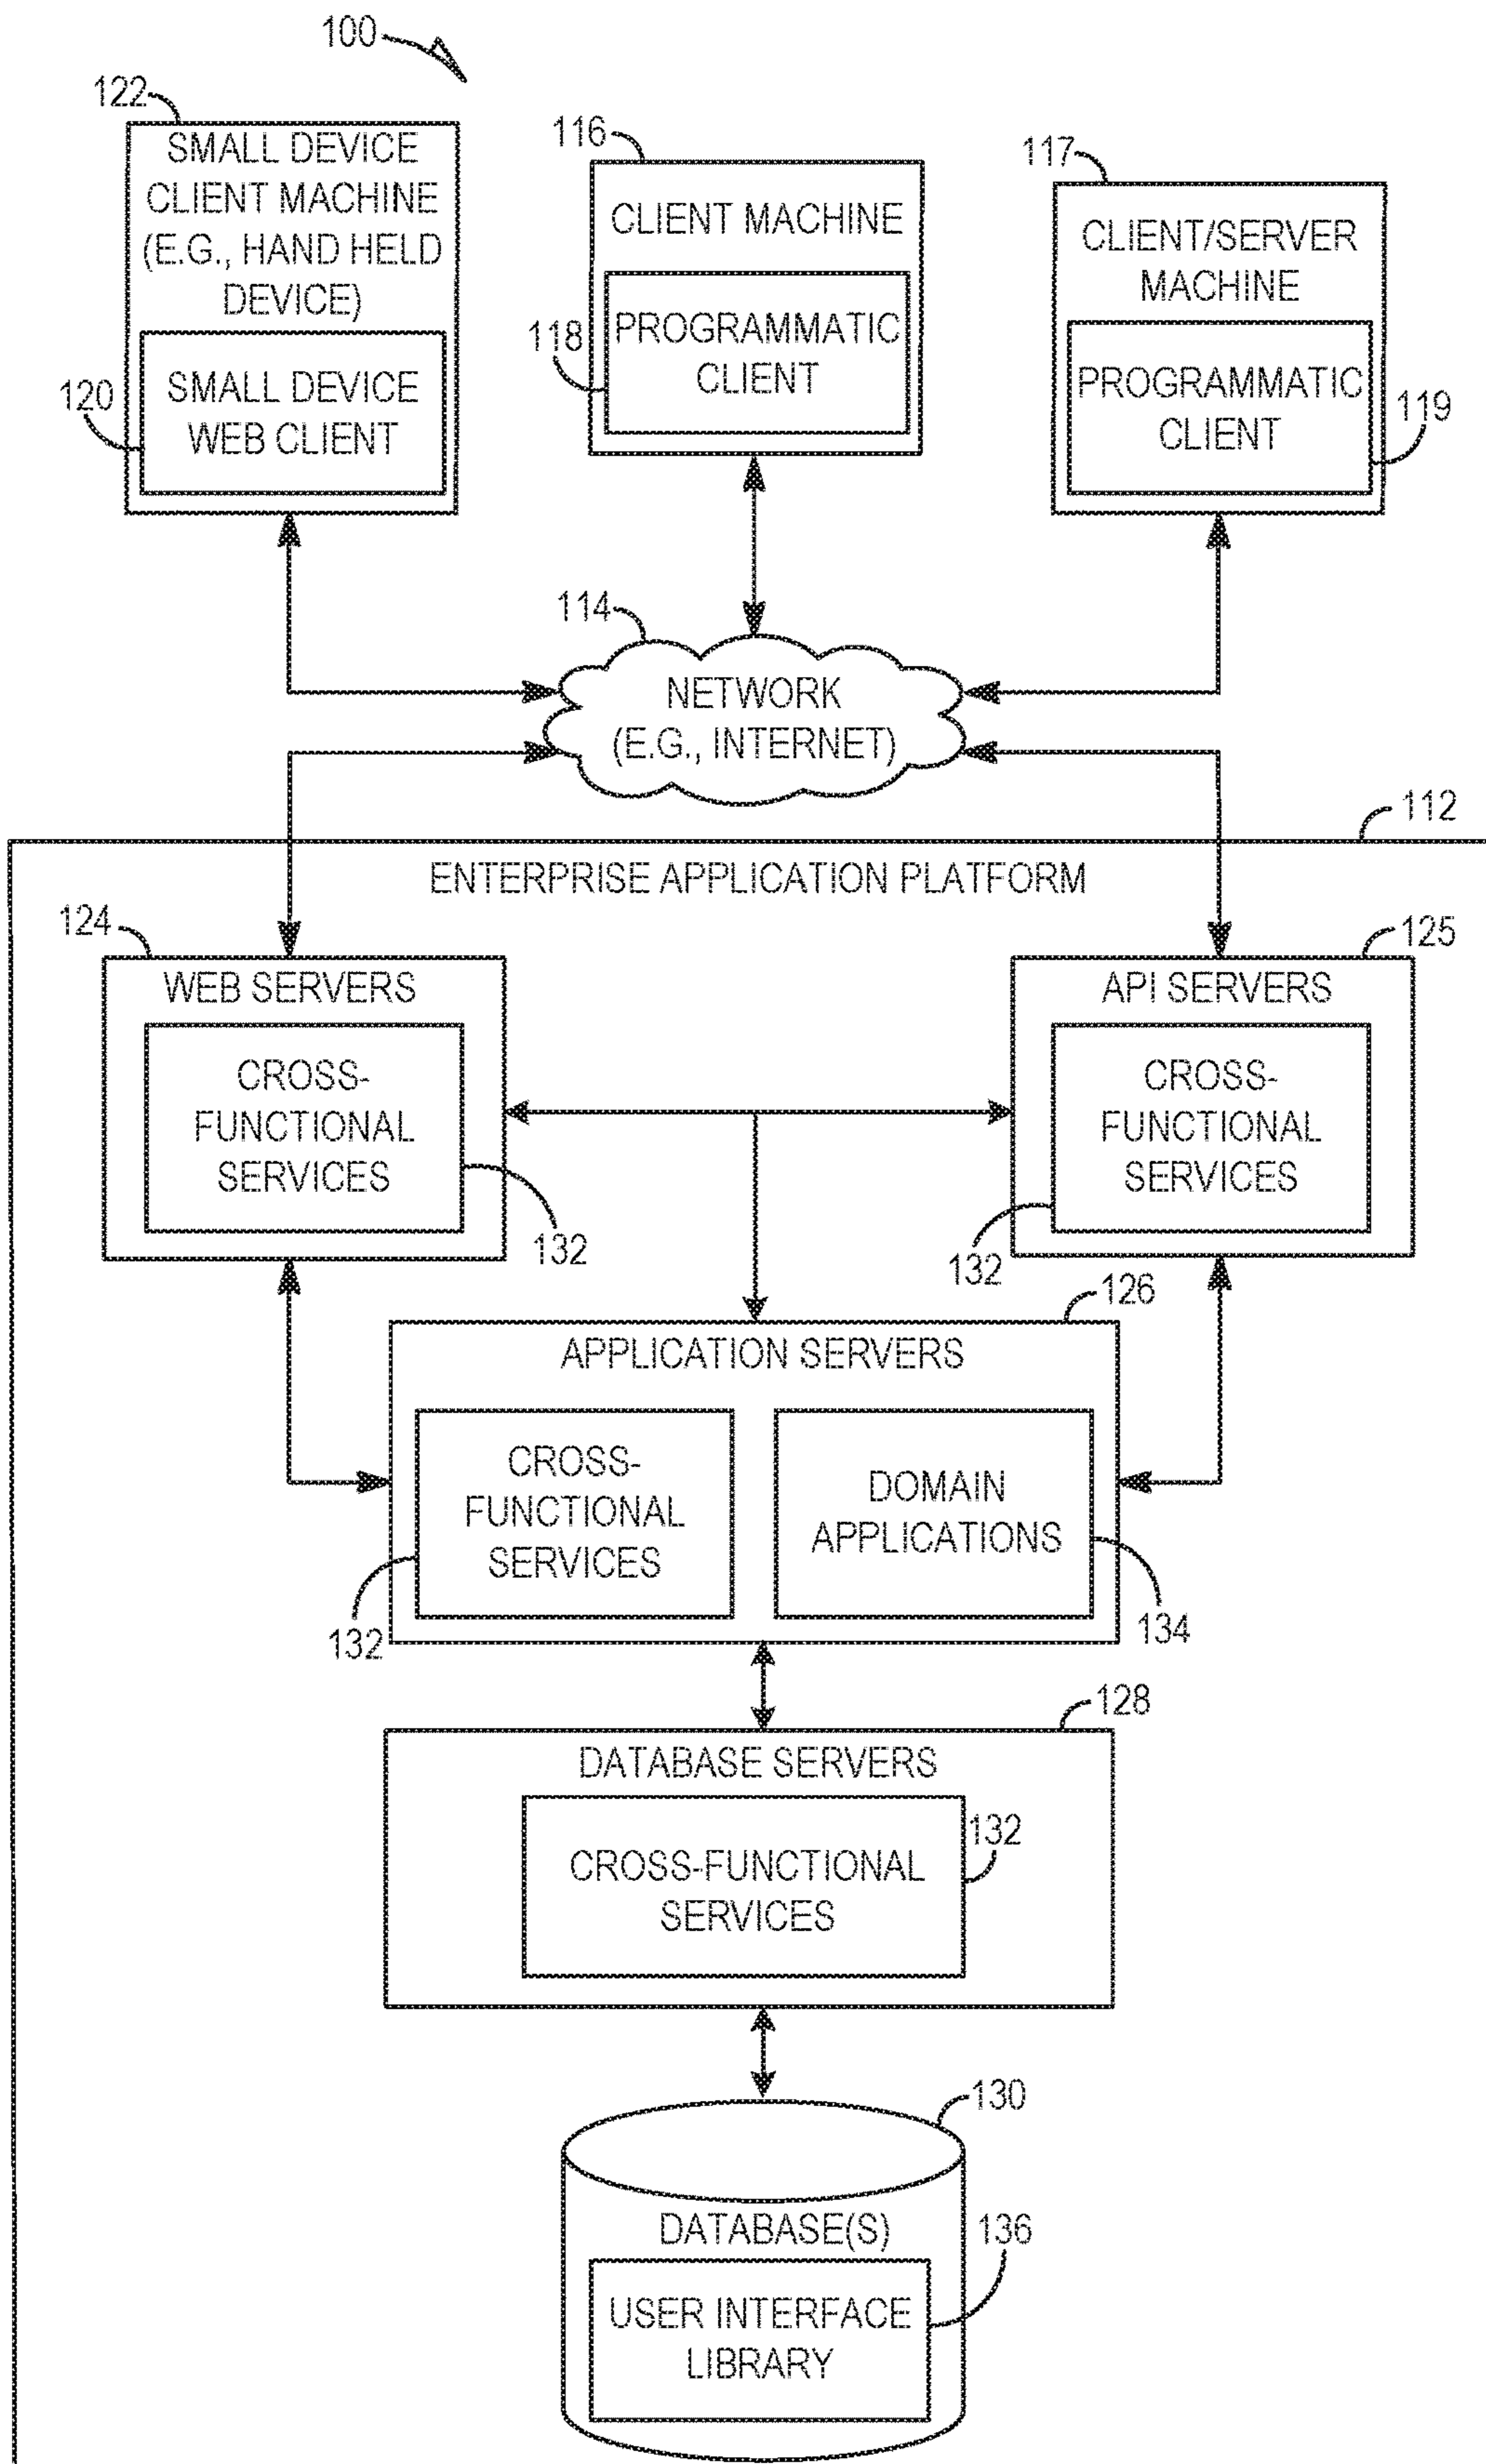 100
122
SMALL DEVICE
CLIENT MACHINE
(E.G., HAND HELD
DEVICE)
120
SMALL DEVICE
WEB CLIENT
116
CLIENT MACHINE
118
PROGRAMMATIC
CLIENT
117
CLIENT/SERVER
MACHINE
PROGRAMMATIC
CLIENT
119
114
NETWORK
(E.G., INTERNET)
112
ENTERPRISE APPLICATION PLATFORM
124
WEB SERVERS
CROSS-
FUNCTIONAL
SERVICES
132
125
API SERVERS
CROSS-
FUNCTIONAL
SERVICES
132
126
APPLICATION SERVERS
CROSS-
FUNCTIONAL
SERVICES
132
DOMAIN
APPLICATIONS
134
128
DATABASE SERVERS
132
CROSS-FUNCTIONAL
SERVICES
130
DATABASE(S)
136
USER INTERFACE
LIBRARY